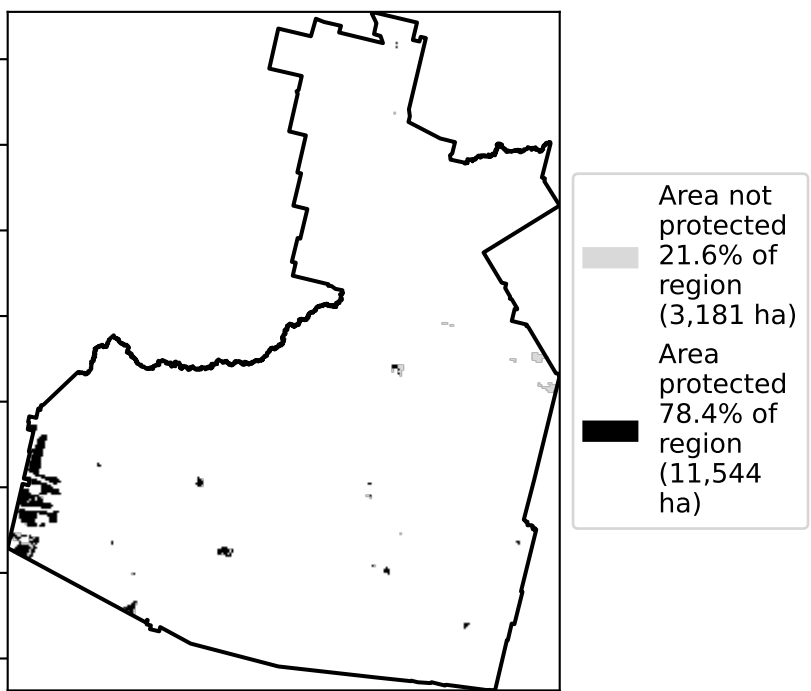 Area not
protected
21.6% of
region
(3,181 ha)
Area
protected
78.4% of
region
(11,544
ha)